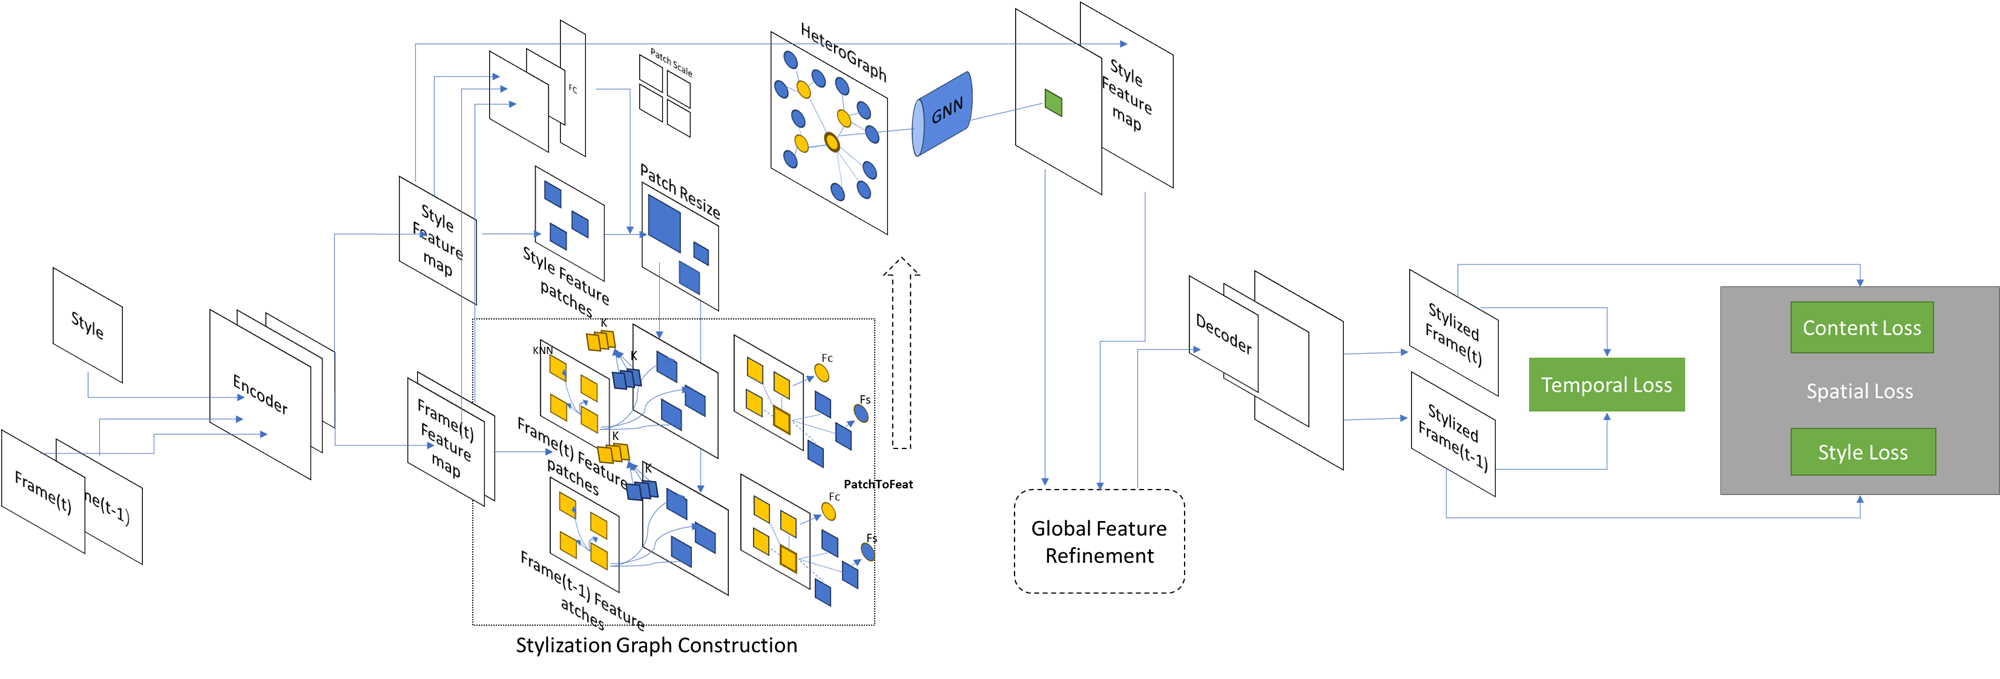 Style
Frame(t)
me(t-1)
Encoder
Style
Feature
map
Frame(t)
Feature
map
FC
Patch Scale
Style Feature
patches
Patch Resize
HeteroGraph
GNN
Style
Feature
map
K
KNN
K
Fc
Fs
Frame(t) Feature
patches
K
K
Fc
Fs
Frame(t-1) Feature
atches
PatchToFeat
Stylization Graph Construction
Global Feature
Refinement
Decoder
Stylized
Frame(t)
Stylized
Frame(t-1)
Temporal Loss
Content Loss
Spatial Loss
Style Loss